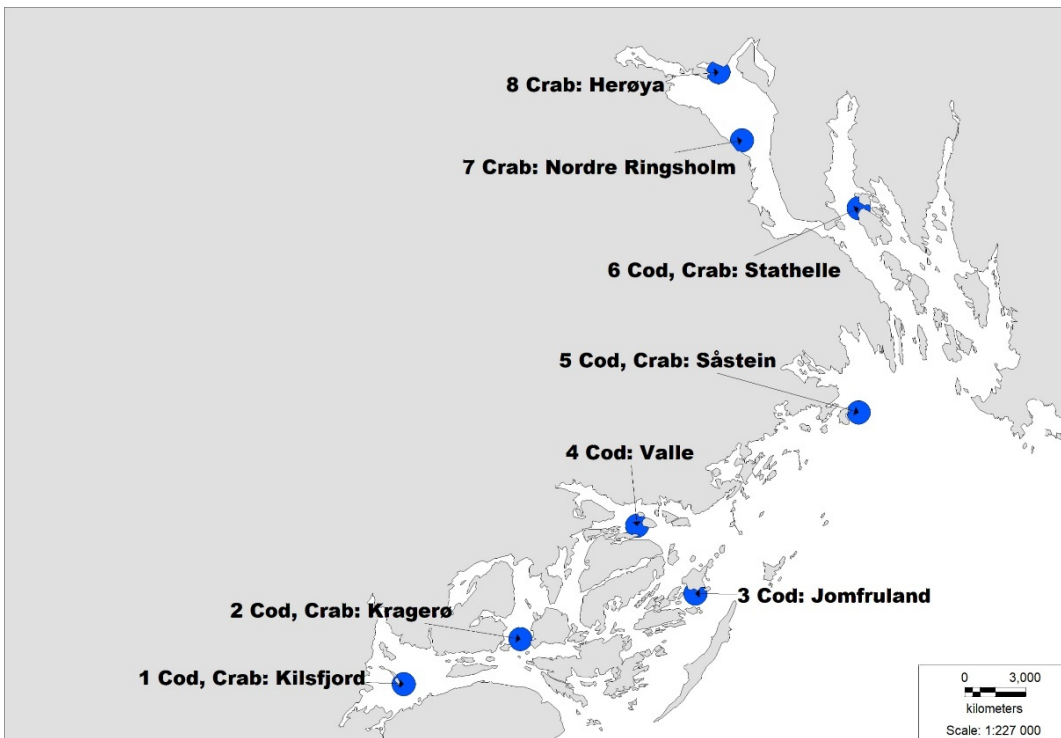 8 Crab: Herøya
7 Crab: Nordre Ringsholm
6 Cod, Crab: Stathelle
5 Cod, Crab: Såstein
4 Cod: Valle
3 Cod: Jomfruland
2 Cod, Crab: Kragerø
1 Cod, Crab: Kilsfjord
0 3,000
kilometers
Scale: 1:227 000